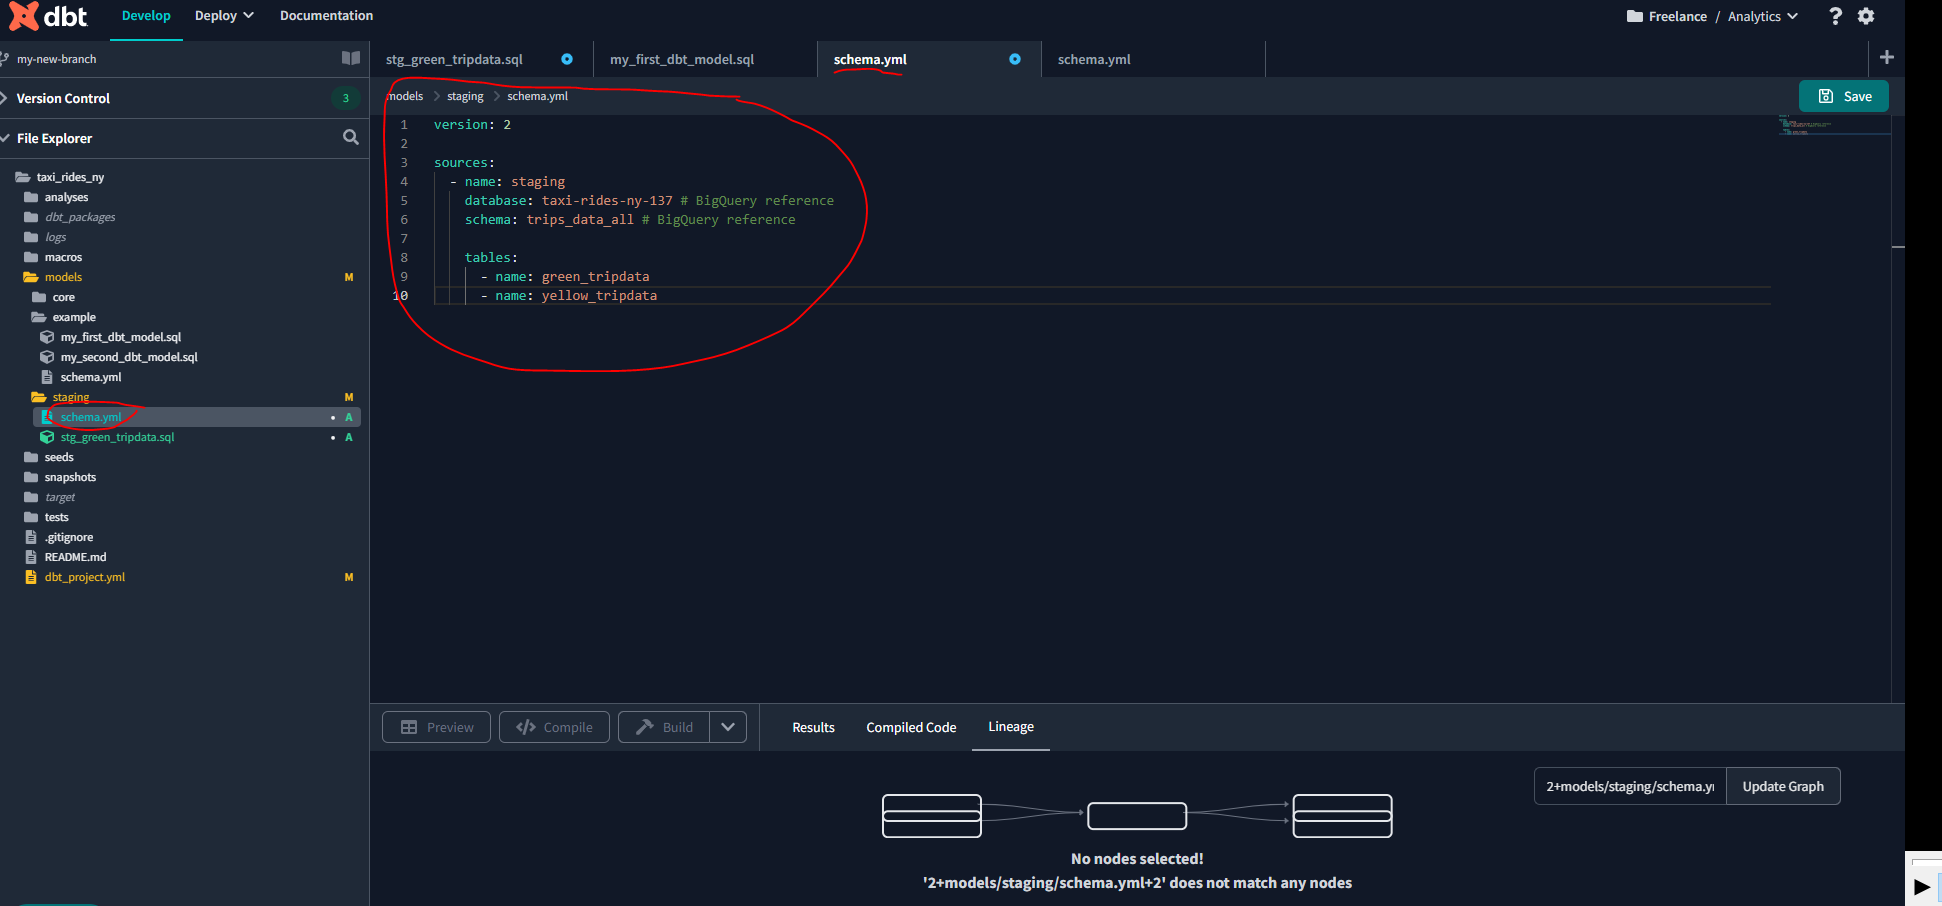 dbt
Develop
Deploy
Documentation
Freelance / Analytics
?
my-new-branch
Version Control
3
File Explorer
taxi_rides_ny
analyses
dbt_packages
logs
macros
models M
core
example
my_first_dbt_model.sql
my_second_dbt_model.sql
schema.yml
staging M
schema.yml A
stg_green_tripdata.sql A
seeds
snapshots
target
tests
.gitignore
README.md
dbt_project.yml M
stg_green_tripdata.sql
my_first_dbt_model.sql
schema.yml
schema.yml
+
models > staging > schema.yml
Save
1 version: 2
2
3 sources:
4 - name: staging
5 database: taxi-rides-ny-137 # BigQuery reference
6 schema: trips_data_all # BigQuery reference
7
8 tables:
9 - name: green_tripdata
10 - name: yellow_tripdata
Preview
</> Compile
Build
Results
Compiled Code
Lineage
2+models/staging/schema.y
Update Graph
No nodes selected!
'2+models/staging/schema.yml+2' does not match any nodes